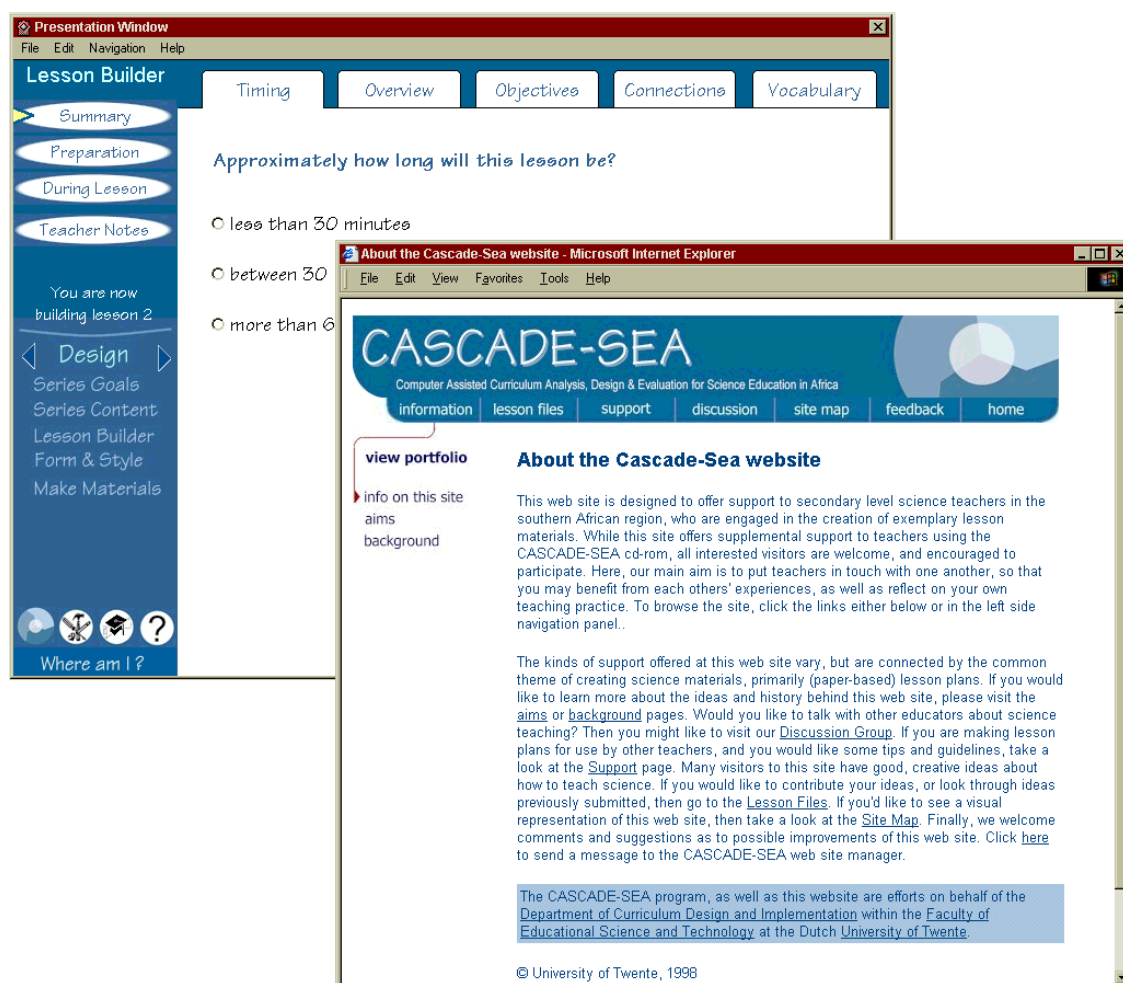 Presentation Window
File Edit Navigation Help
Lesson Builder
Timing Overview Objectives Connections Vocabulary
Summary
Preparation
During Lesson
Teacher Notes
You are now
building lesson 2
Design
Series Goals
Series Content
Lesson Builder
Form & Style
Make Materials
?
Where am I ?
Approximately how long will this lesson be?
less than 30 minutes
between 30
more than 6
About the Cascade-Sea website - Microsoft Internet Explorer
File Edit View Favorites Tools Help
CASCADE-SEA
Computer Assisted Curriculum Analysis, Design & Evaluation for Science Education in Africa
information lesson files support discussion site map feedback home
view portfolio
info on this site
aims
background
About the Cascade-Sea website
This web site is designed to offer support to secondary level science teachers in the
southern African region, who are engaged in the creation of exemplary lesson
materials. While this site offers supplemental support to teachers using the
CASCADE-SEA cd-rom, all interested visitors are welcome, and encouraged to
participate. Here, our main aim is to put teachers in touch with one another, so that
you may benefit from each others' experiences, as well as reflect on your own
teaching practice. To browse the site, click the links either below or in the left side
navigation panel..
The kinds of support offered at this web site vary, but are connected by the common
theme of creating science materials, primarily (paper-based) lesson plans. If you would
like to learn more about the ideas and history behind this web site, please visit the
aims or background pages. Would you like to talk with other educators about science
teaching? Then you might like to visit our Discussion Group. If you are making lesson
plans for use by other teachers, and you would like some tips and guidelines, take a
look at the Support page. Many visitors to this site have good, creative ideas about
how to teach science. If you would like to contribute your ideas, or look through ideas
previously submitted, then go to the Lesson Files. If you'd like to see a visual
representation of this web site, then take a look at the Site Map. Finally, we welcome
comments and suggestions as to possible improvements of this web site. Click here
to send a message to the CASCADE-SEA web site manager.
The CASCADE-SEA program, as well as this website are efforts on behalf of the
Department of Curriculum Design and Implementation within the Faculty of
Educational Science and Technology at the Dutch University of Twente.
© University of Twente, 1998